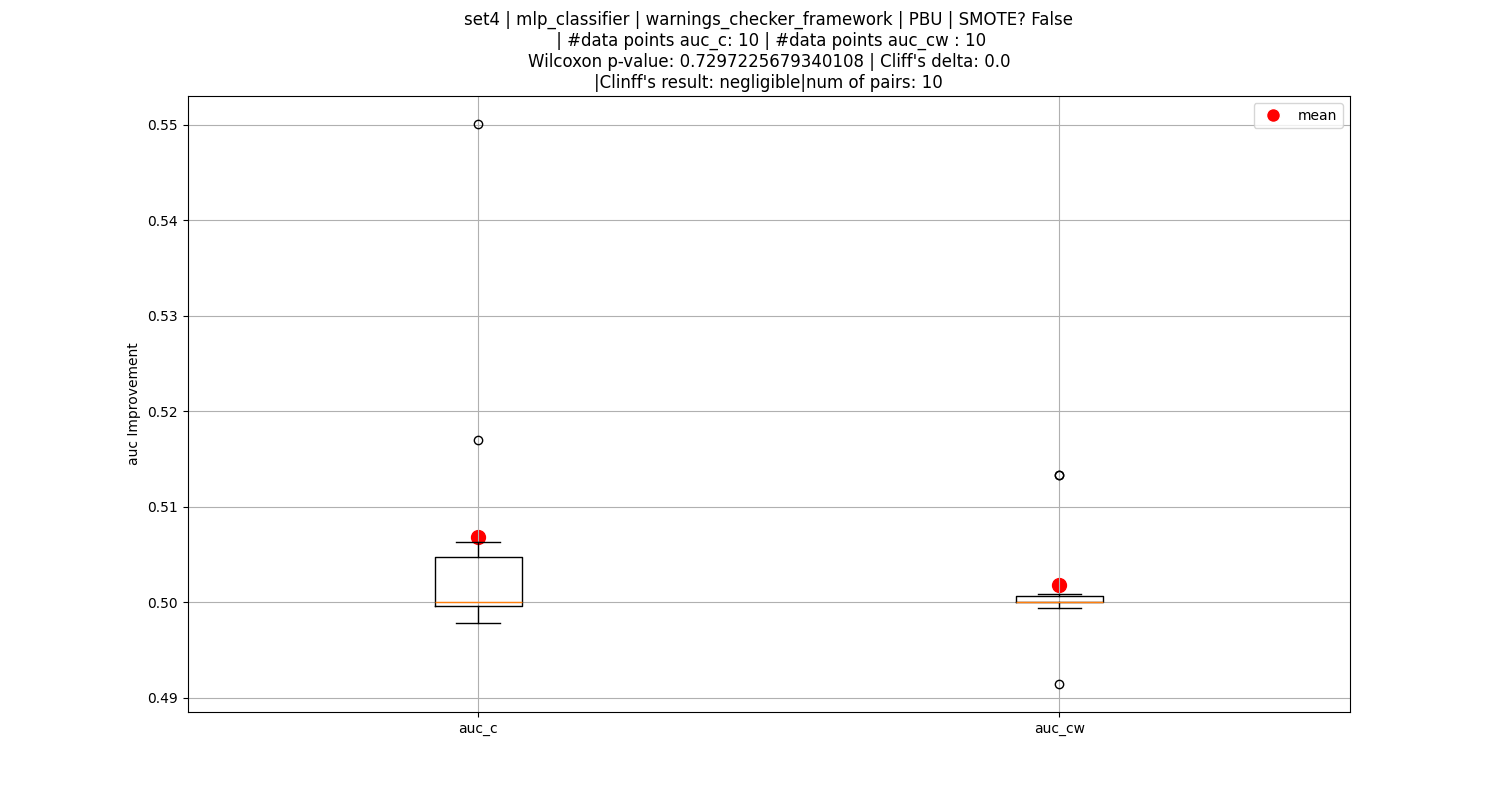 set4 | mlp_classifier | warnings_checker_framework | PBU | SMOTE? False
| #data points auc_c: 10 | #data points auc_cw : 10
Wilcoxon p-value: 0.7297225679340108 | Cliff's delta: 0.0
|Clinff's result: negligible|num of pairs: 10
mean
0.55
0.54
0.53
0.52
0.51
0.50
0.49
auc Improvement
auc_c
auc_cw